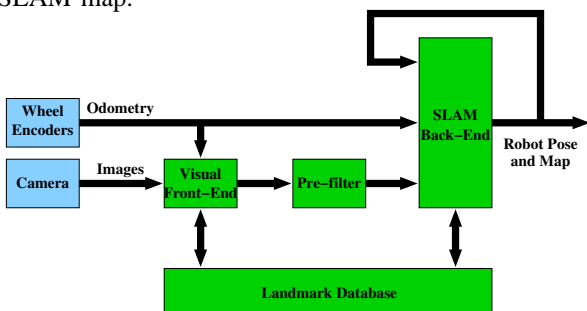 SLAM map.
Wheel
Encoders
Odometry
SLAM
Back-End
Robot Pose
and Map
Camera
Images
Visual
Front-End
Pre-filter
Landmark Database